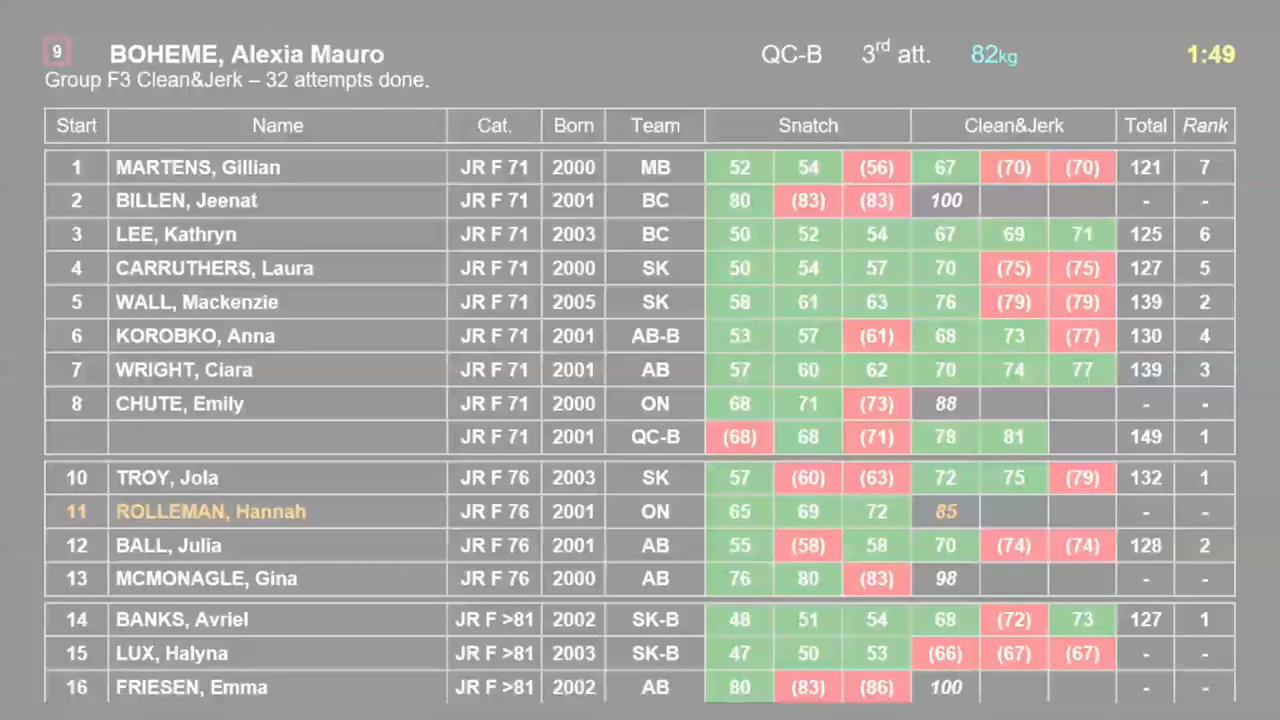 9 BOHEME, Alexia Mauro QC-B 3rd att. 82kg 1:49
Group F3 Clean&Jerk – 32 attempts done.
Start Name Cat. Born Team Snatch Clean&Jerk Total Rank
1 MARTENS, Gillian JR F 71 2000 MB 52 54 (56) 67 (70) (70) 121 7
2 BILLEN, Jeenat JR F 71 2001 BC 80 (83) (83) 100 - -
3 LEE, Kathryn JR F 71 2003 BC 50 52 54 67 69 71 125 6
4 CARRUTHERS, Laura JR F 71 2000 SK 50 54 57 70 (75) (75) 127 5
5 WALL, Mackenzie JR F 71 2005 SK 58 61 63 76 (79) (79) 139 2
6 KOROBKO, Anna JR F 71 2001 AB-B 53 57 (61) 68 73 (77) 130 4
7 WRIGHT, Ciara JR F 71 2001 AB 57 60 62 70 74 77 139 3
8 CHUTE, Emily JR F 71 2000 ON 68 71 (73) 88 - -
JR F 71 2001 QC-B (68) 68 (71) 78 81 149 1
10 TROY, Jola JR F 76 2003 SK 57 (60) (63) 72 75 (79) 132 1
11 ROLLEMAN, Hannah JR F 76 2001 ON 65 69 72 85 - -
12 BALL, Julia JR F 76 2001 AB 55 (58) 58 70 (74) (74) 128 2
13 MCMONAGLE, Gina JR F 76 2000 AB 76 80 (83) 98 - -
14 BANKS, Avriel JR F >81 2002 SK-B 48 51 54 68 (72) 73 127 1
15 LUX, Halyna JR F >81 2003 SK-B 47 50 53 (66) (67) (67) - -
16 FRIESEN, Emma JR F >81 2002 AB 80 (83) (86) 100 - -